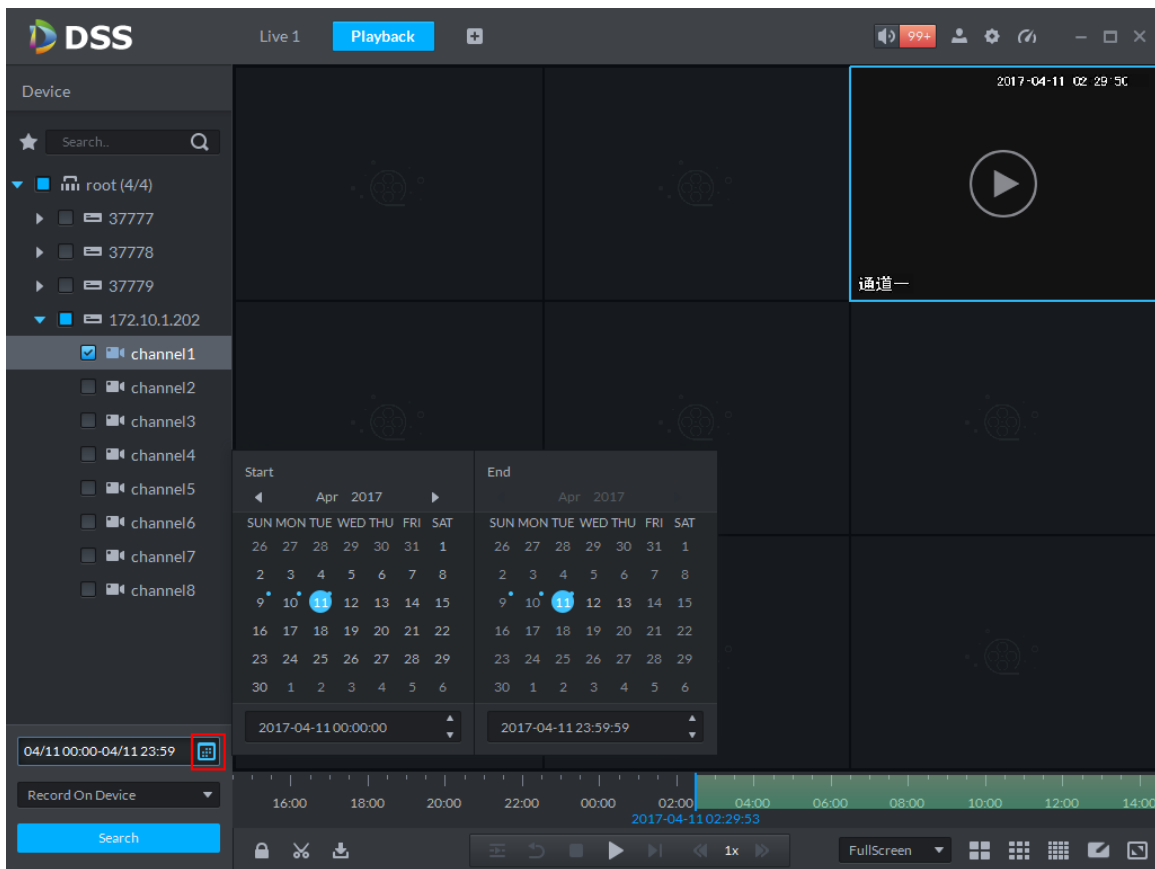 DSS
Live 1
Playback
99+
Device
Search..
root (4/4)
37777
37778
37779
172.10.1.202
channel1
channel2
channel3
channel4
channel5
channel6
channel7
channel8
04/11 00:00-04/11 23:59
Record On Device
Search
2017-04-11 02 29:50
通道一
Start
Apr 2017
SUN MON TUE WED THU FRI SAT
26 27 28 29 30 31 1
2 3 4 5 6 7 8
9 10 11 12 13 14 15
16 17 18 19 20 21 22
23 24 25 26 27 28 29
30 1 2 3 4 5 6
2017-04-11 00:00:00
End
Apr 2017
SUN MON TUE WED THU FRI SAT
26 27 28 29 30 31 1
2 3 4 5 6 7 8
9 10 11 12 13 14 15
16 17 18 19 20 21 22
23 24 25 26 27 28 29
30 1 2 3 4 5 6
2017-04-11 23:59:59
16:00 18:00 20:00 22:00 00:00 02:00 04:00 06:00 08:00 10:00 12:00 14:00
2017-04-11 02:29:53
1x
FullScreen